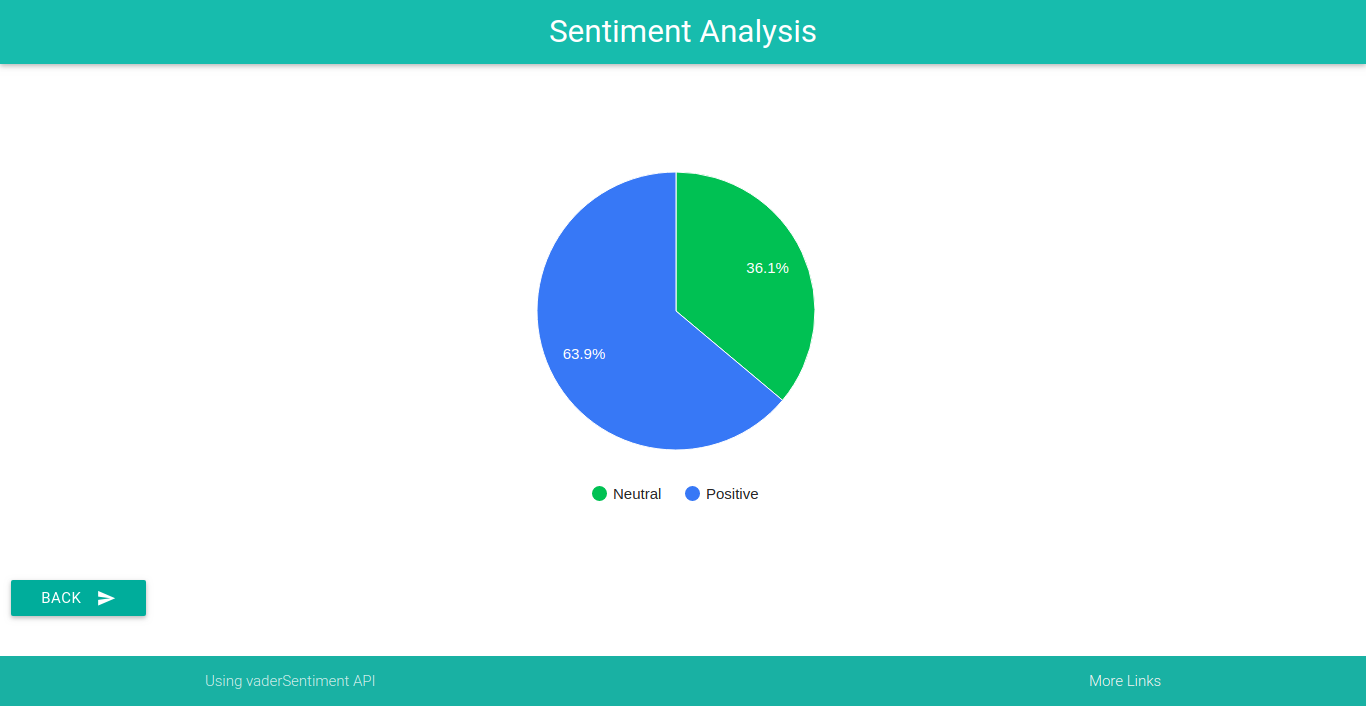 Sentiment Analysis
36.1%
63.9%
Neutral Positive
BACK
Using vaderSentiment API More Links